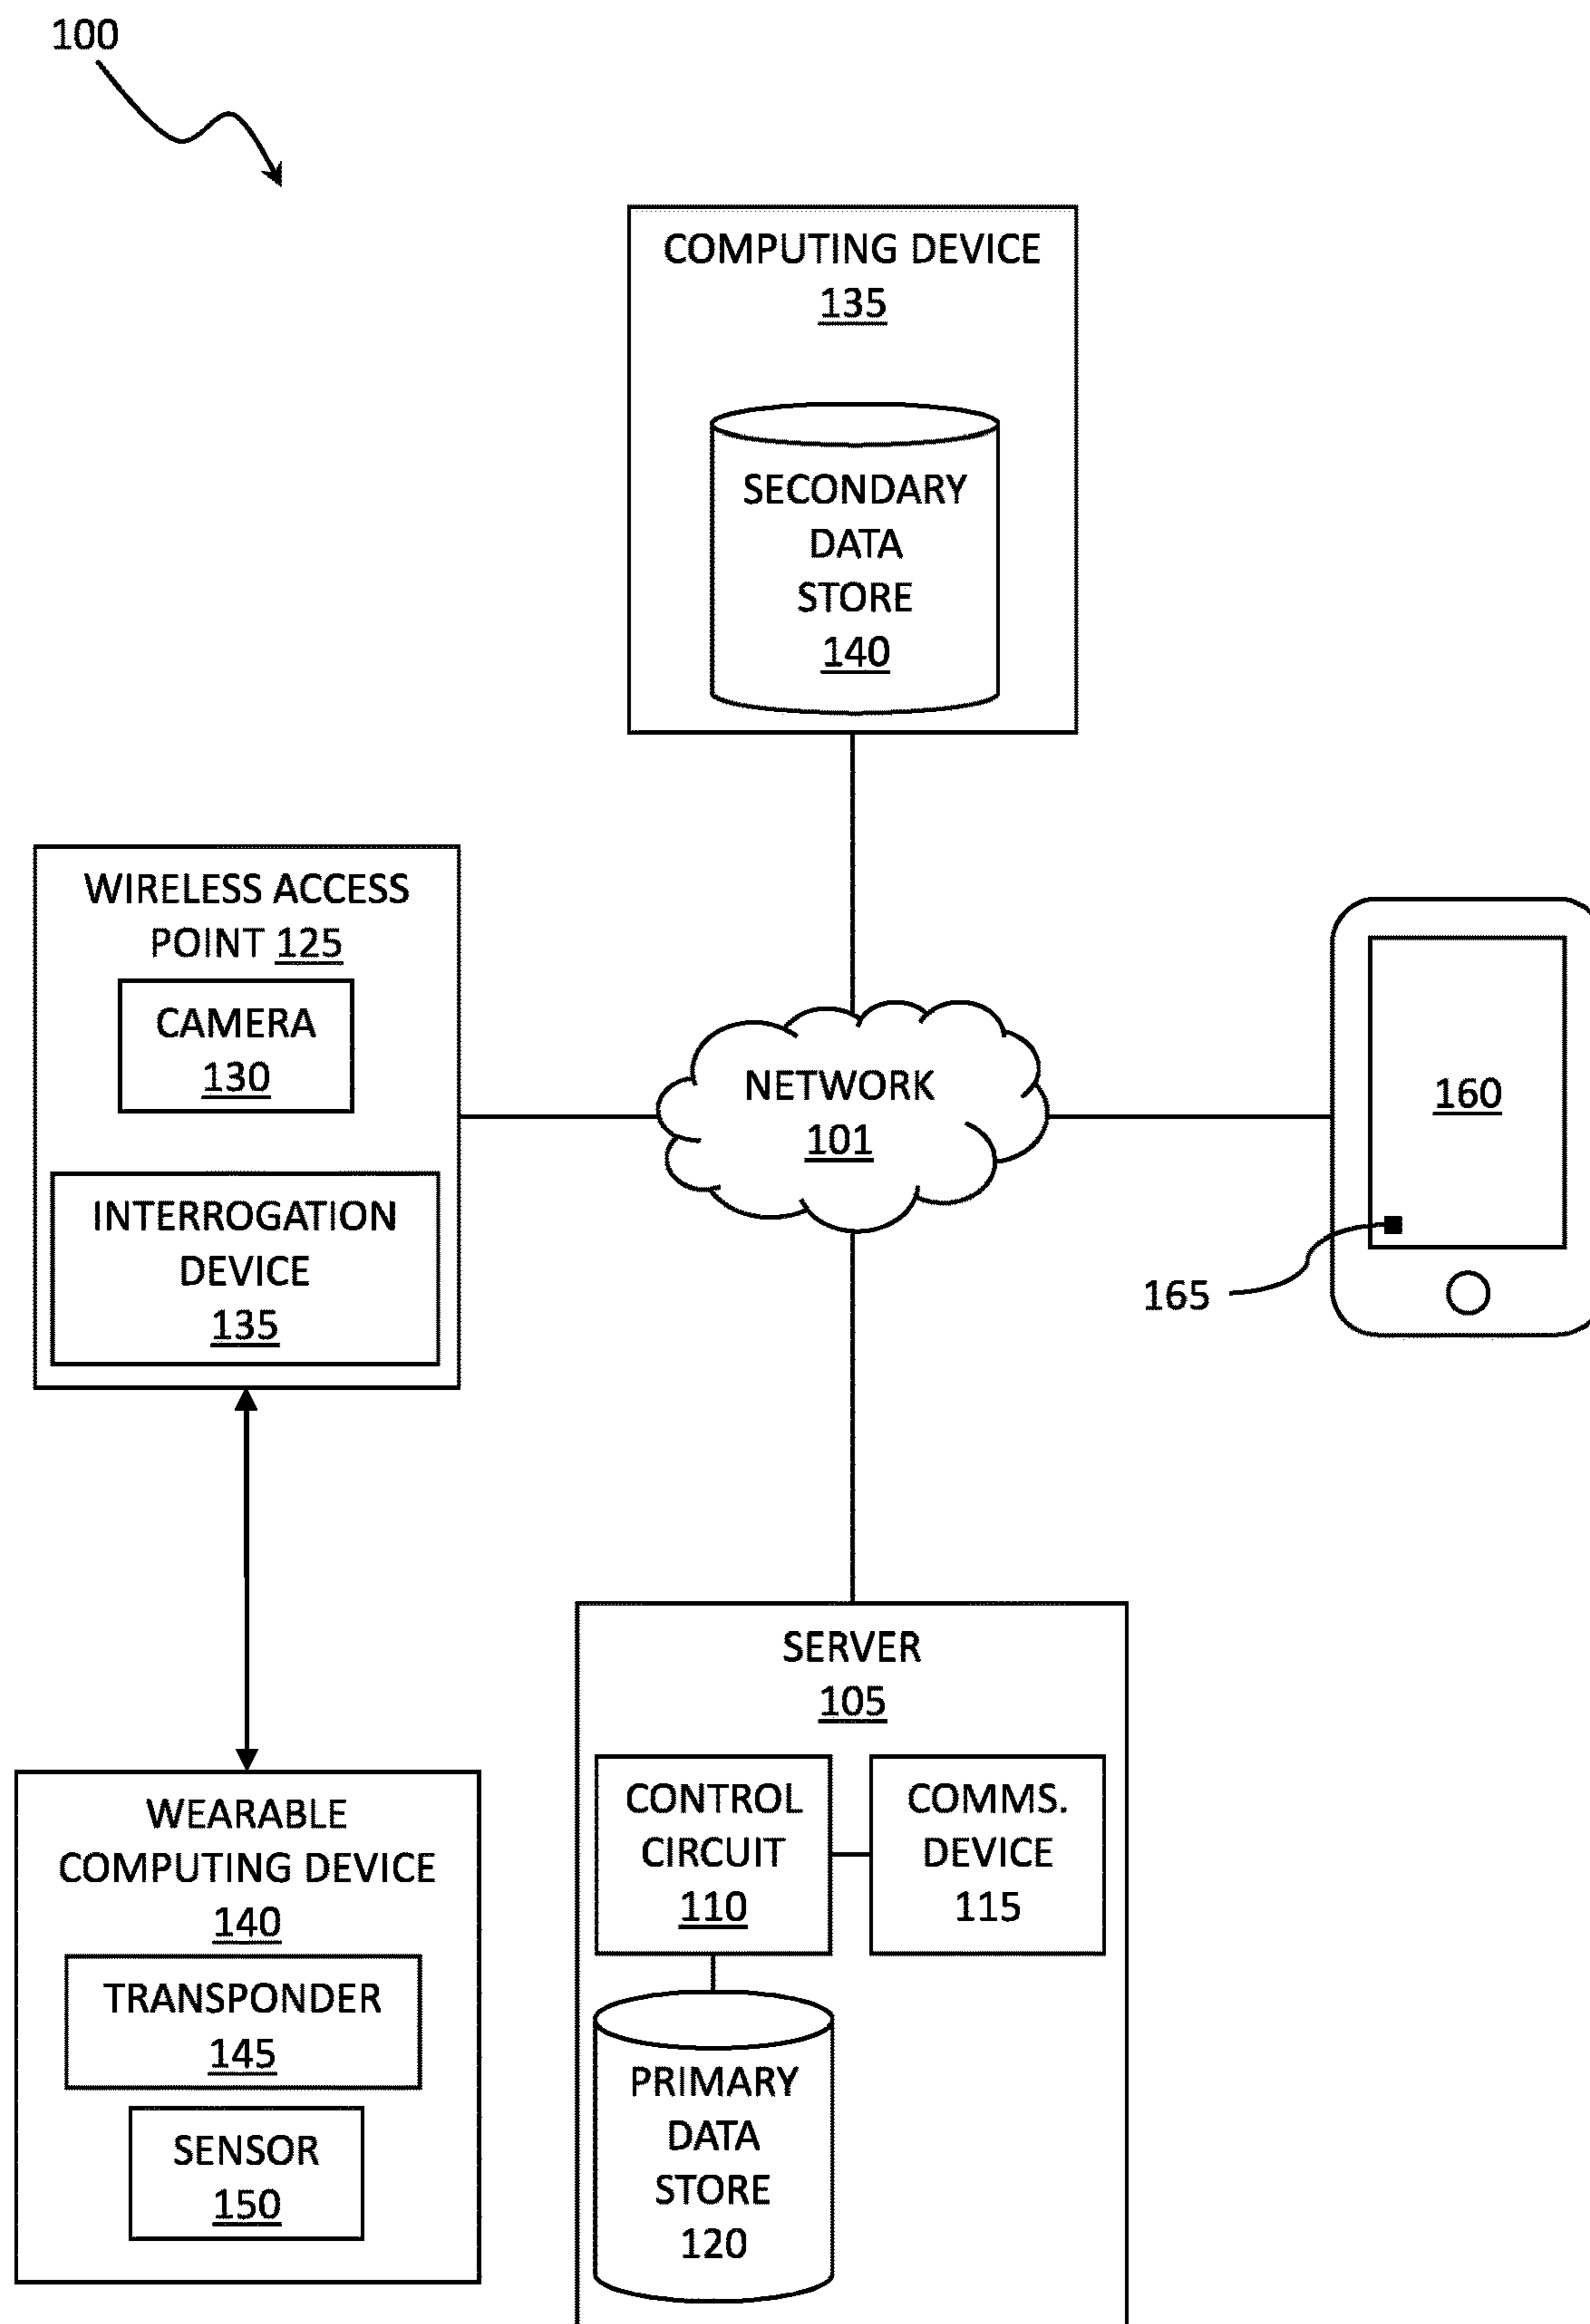 100
COMPUTING DEVICE
135
SECONDARY
DATA
STORE
140
WIRELESS ACCESS
POINT 125
CAMERA
130
INTERROGATION
DEVICE
135
NETWORK
101
160
165
WEARABLE
COMPUTING DEVICE
140
TRANSPONDER
145
SENSOR
150
SERVER
105
CONTROL
CIRCUIT
110
COMMS.
DEVICE
115
PRIMARY
DATA
STORE
120